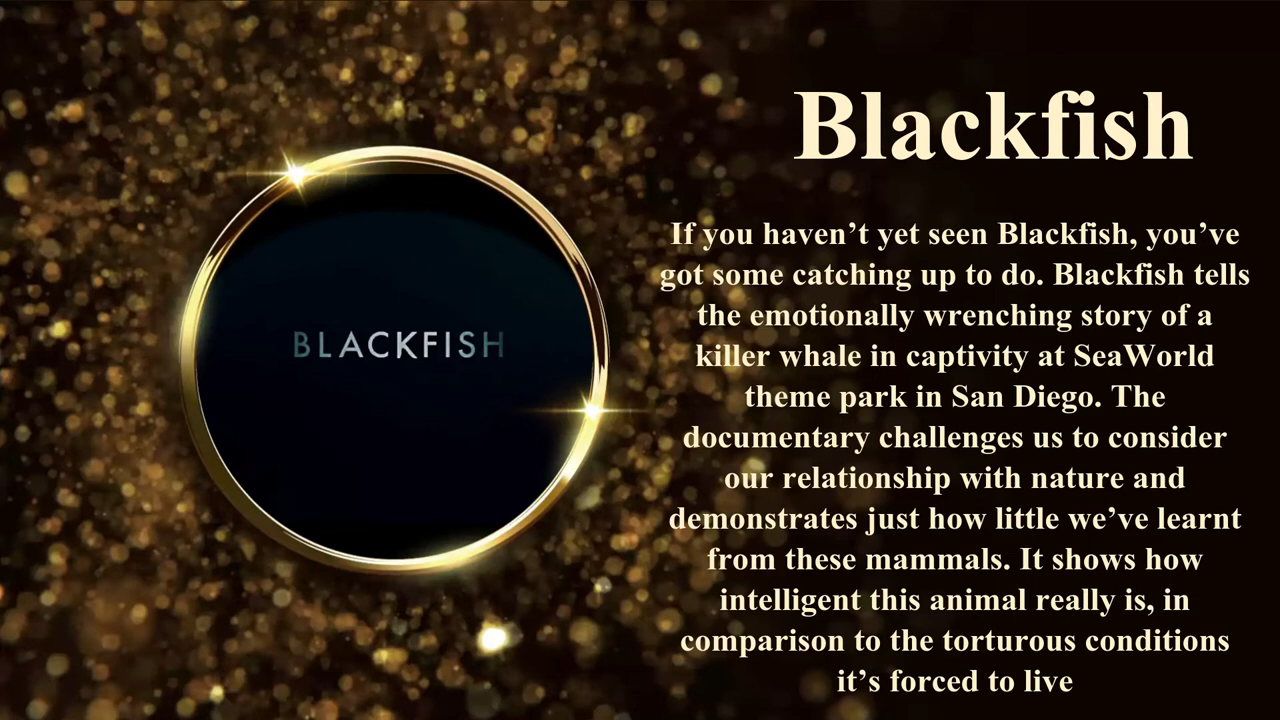 Blackfish
BLACKFISH
If you haven’t yet seen Blackfish, you’ve
got some catching up to do. Blackfish tells
the emotionally wrenching story of a
killer whale in captivity at SeaWorld
theme park in San Diego. The
documentary challenges us to consider
our relationship with nature and
demonstrates just how little we’ve learnt
from these mammals. It shows how
intelligent this animal really is, in
comparison to the torturous conditions
it’s forced to live